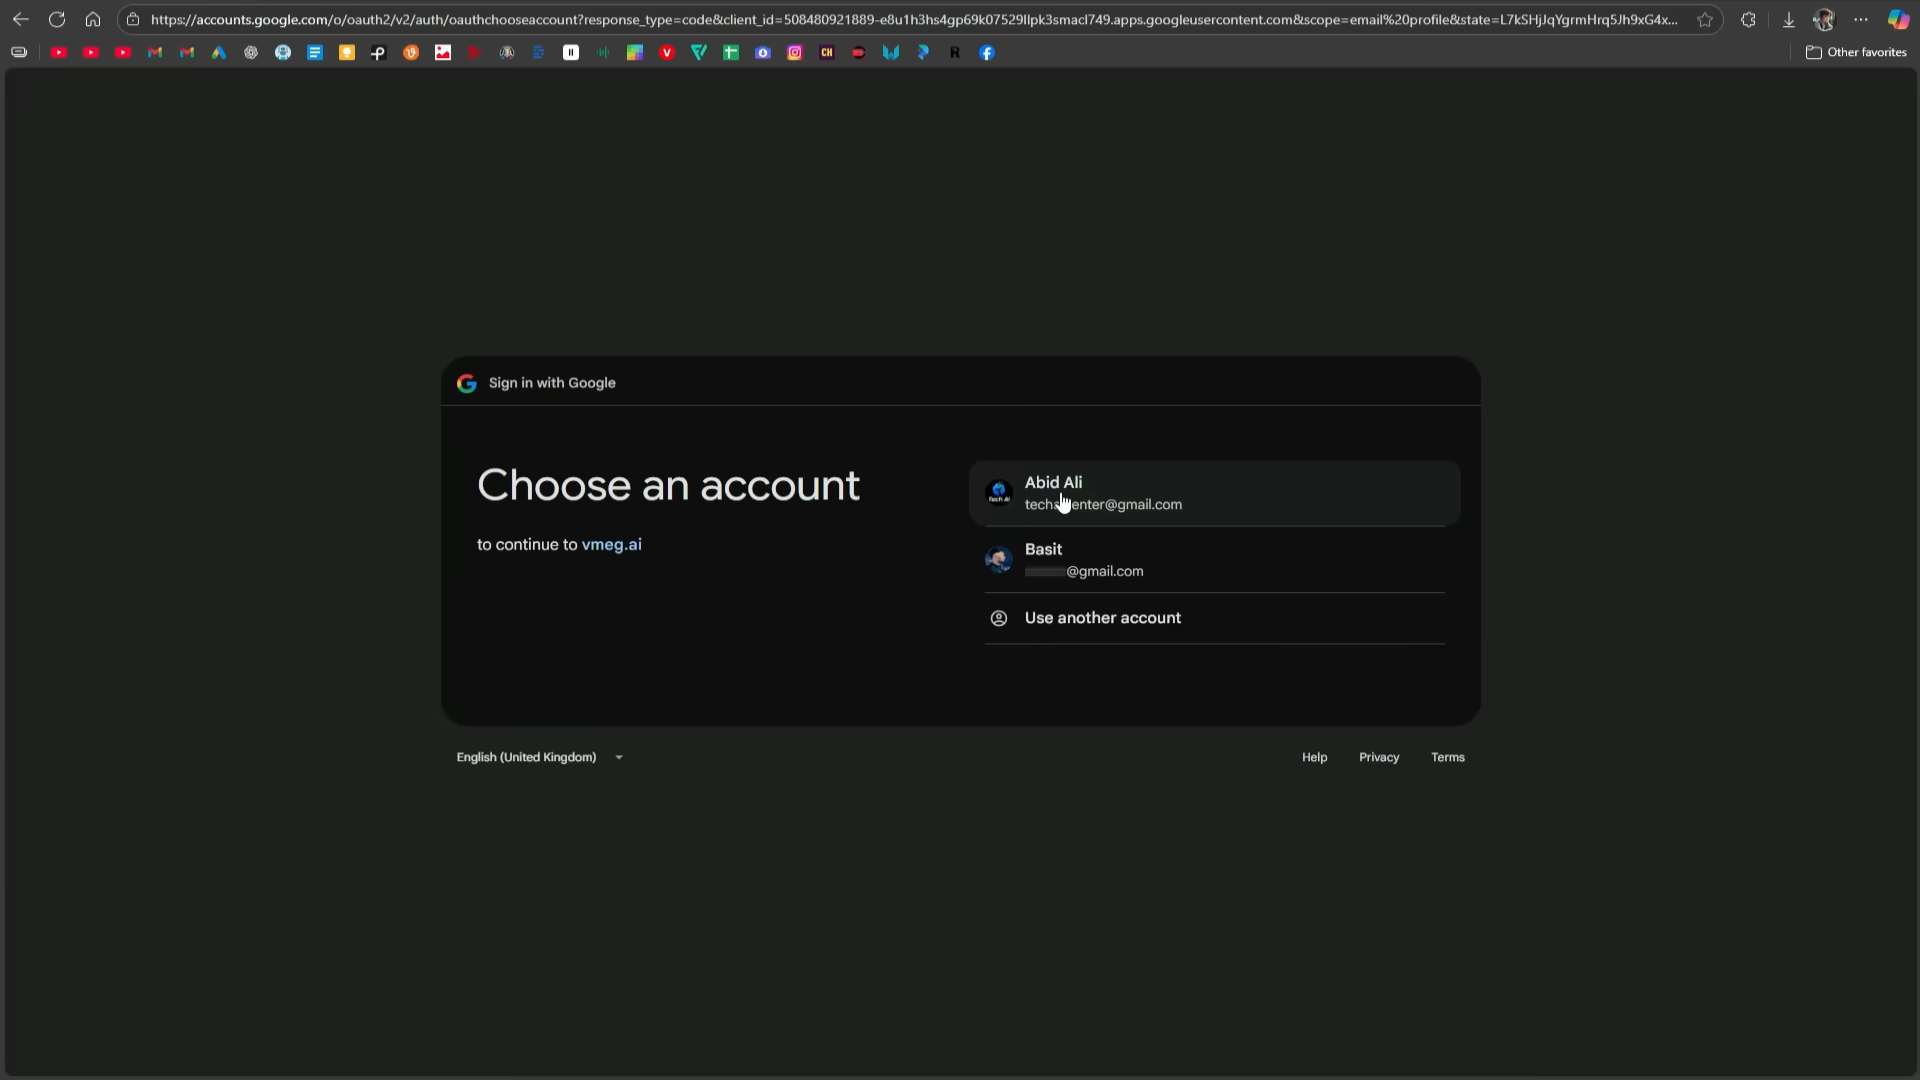 https://accounts.google.com/o/oauth2/v2/auth/oauthchooseaccount?response_type=code&client_id=508480921889-e8u1h3hs4gp69k07529llpk3smacl749.apps.googleusercontent.com&scope=email%20profile&state=L7kSHjJqYgrmHrq5Jh9xG4x...
CH
Other favorites
Sign in with Google
Choose an account
to continue to vmeg.ai
Abid Ali
Basit
@gmail.com
Use another account
English (United Kingdom)
Help Privacy Terms